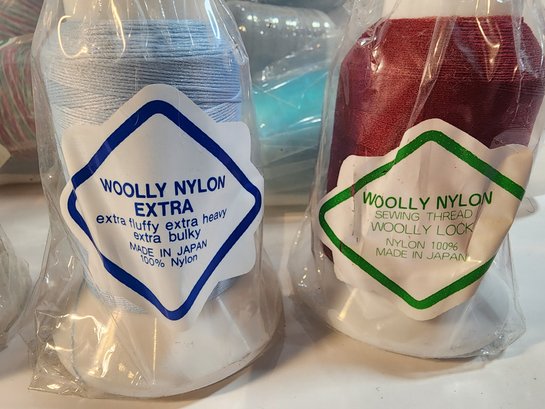 WOOLLY NYLON
EXTRA
extra fluffy extra heavy
extra bulky
MADE IN JAPAN
100% Nylon
WOOLLY NYLON
SEWING THREAD
WOOLLY LOCK
NYLON 100%
MADE IN JAPAN